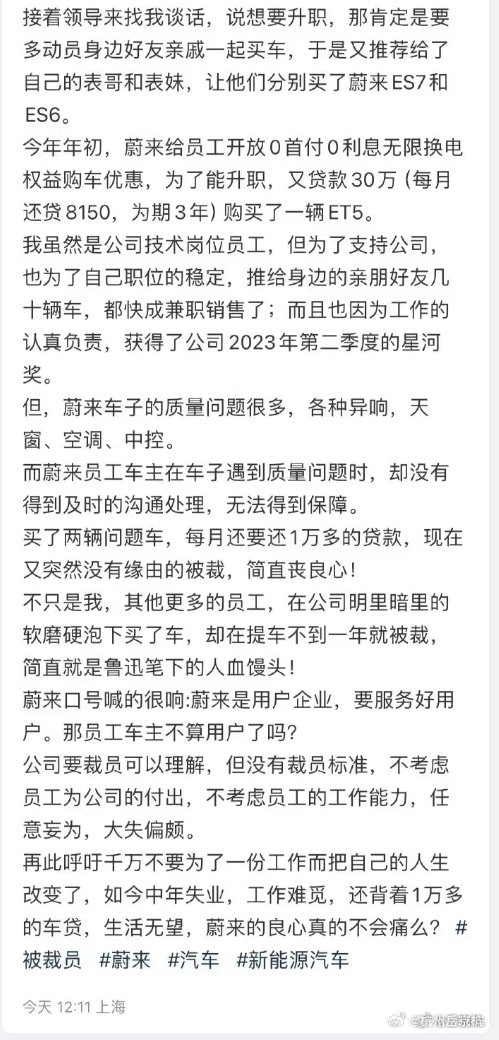 接着领导来找我谈话，说想要升职，那肯定是要
多动员身边好友亲戚一起买车，于是又推荐给了
自己的表哥和表妹，让他们分别买了蔚来ES7和
ES6。
今年年初，蔚来给员工开放0首付0利息无限换电
权益购车优惠，为了能升职，又贷款30万（每月
还贷8150，为期3年）购买了一辆ET5。
我虽然是公司技术岗位员工，但为了支持公司，
也为了自己职位的稳定，推给身边的亲朋好友几
十辆车，都快成兼职销售了；而且也因为工作的
认真负责，获得了公司2023年第二季度的星河
奖。
但，蔚来车子的质量问题很多，各种异响，天
窗、空调、中控。
而蔚来员工车主在车子遇到质量问题时，却没有
得到及时的沟通处理，无法得到保障。
买了两辆问题车，每月还要还1万多的贷款，现在
又突然没有缘由的被裁，简直丧良心！
不只是我，其他更多的员工，在公司明里暗里的
软磨硬泡下买了车，却在提车不到一年就被裁，
简直就是鲁迅笔下的人血馒头！
蔚来口号喊的很响:蔚来是用户企业，要服务好用
户。那员工车主不算用户了吗？
公司要裁员可以理解，但没有裁员标准，不考虑
员工为公司的付出，不考虑员工的工作能力，任
意妄为，大失偏颇。
再此呼吁千万不要为了一份工作而把自己的人生
改变了，如今中年失业，工作难觅，还背着1万多
的车贷，生活无望，蔚来的良心真的不会痛么？#
被裁员 #蔚来 #汽车 #新能源汽车
今天 12:11 上海